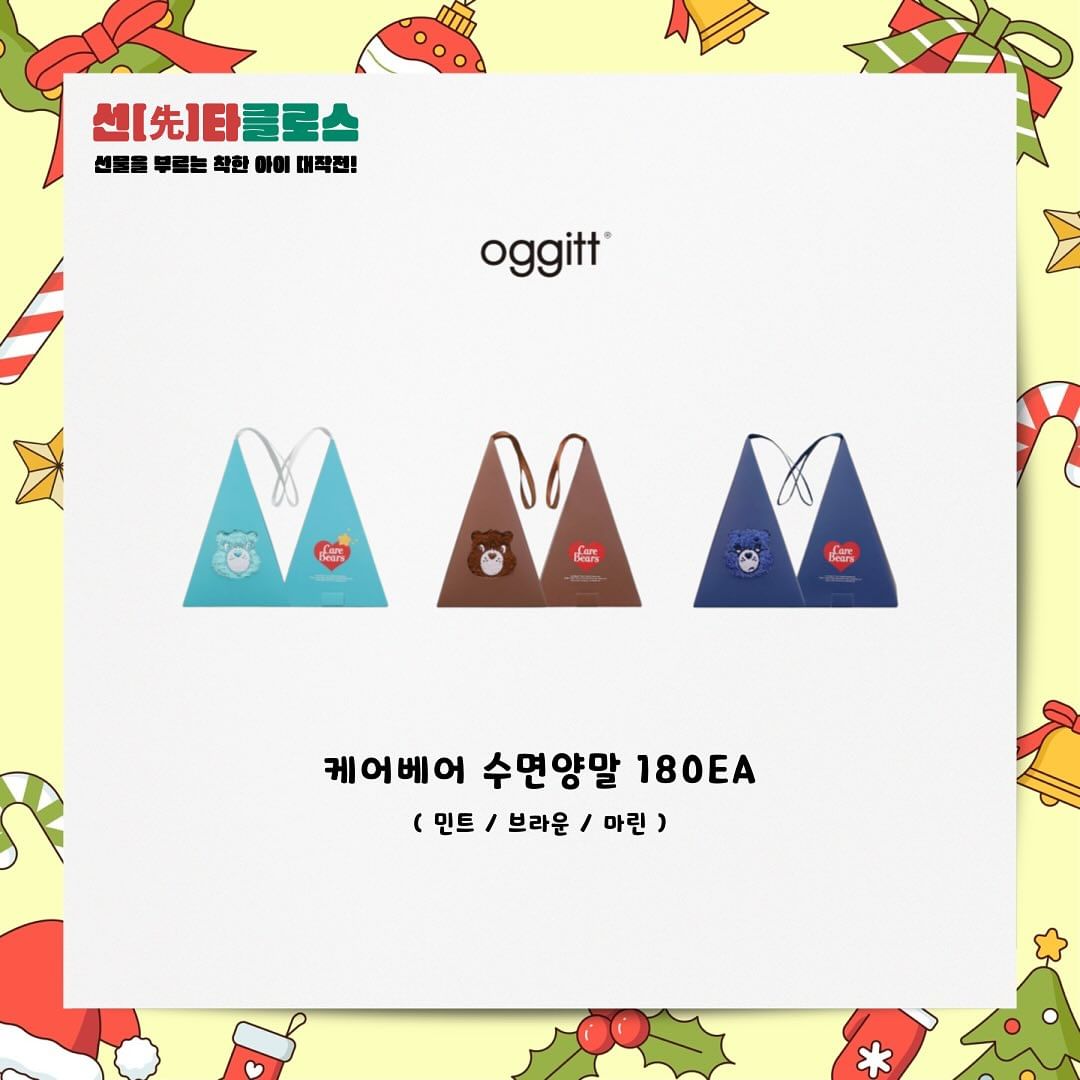 선[先]타클로스
선물을 부르는 착한 아이 대작전!
oggitt®
Care
Bears
Care
Bears
Care
Bears
케어베어 수면양말 180EA
( 민트 / 브라운 / 마린 )